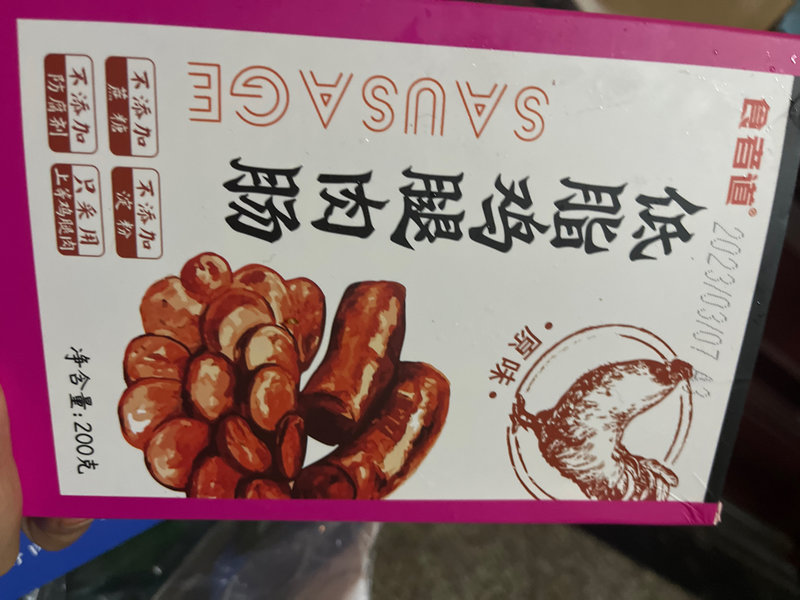 食音道®
2023/03/07
低脂鸡腿肉肠
SAUSAGE
·原味·
不添加
蔗糖
不添加
淀粉
不添加
防腐剂
只采用
上等鸡腿肉
净含量:200克